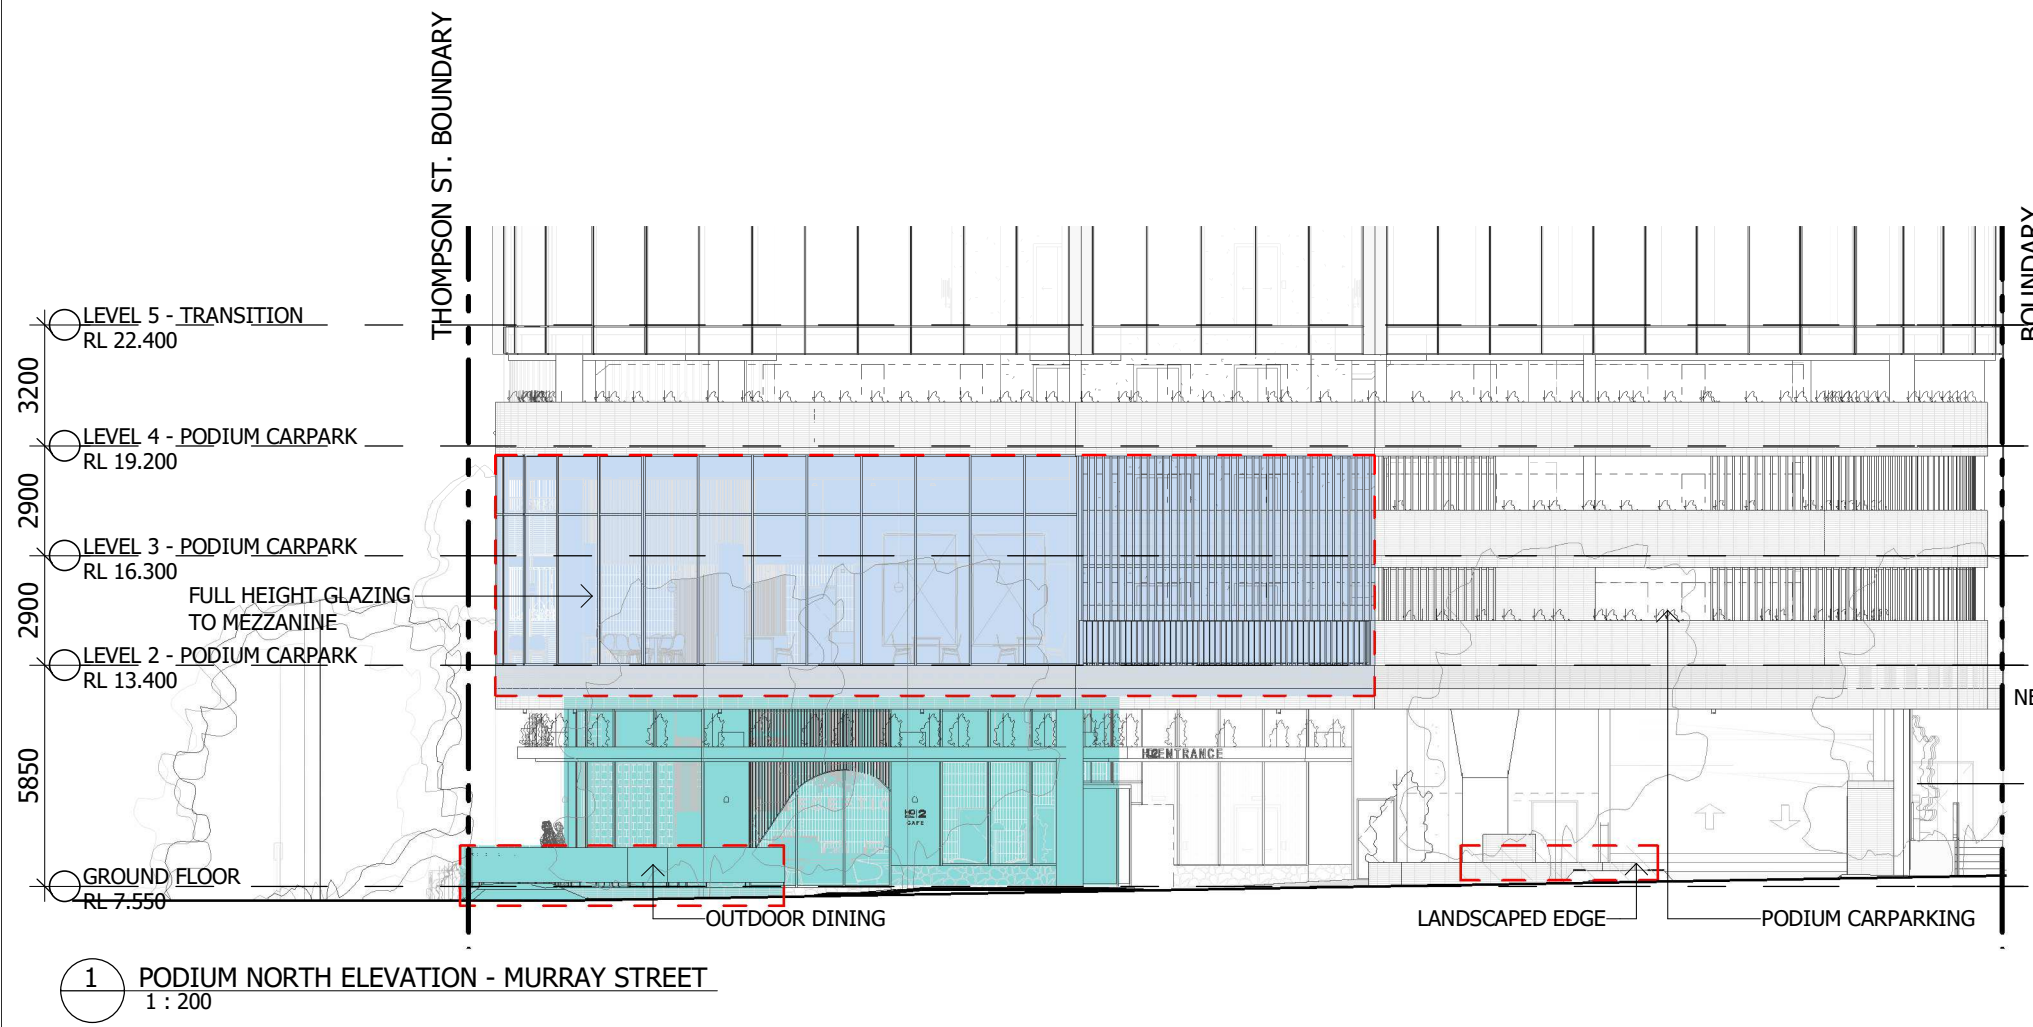 THOMPSON ST. BOUNDARY
BOUNDARY
LEVEL 5 - TRANSITION
RL 22.400
3200
LEVEL 4 - PODIUM CARPARK
RL 19.200
2900
LEVEL 3 - PODIUM CARPARK
RL 16.300
FULL HEIGHT GLAZING
TO MEZZANINE
2900
LEVEL 2 - PODIUM CARPARK
RL 13.400
NE
ENTRANCE
5850
2
CAFE
GROUND FLOOR
RL 7.550
OUTDOOR DINING
LANDSCAPED EDGE
PODIUM CARPARKING
1
PODIUM NORTH ELEVATION - MURRAY STREET
1 : 200